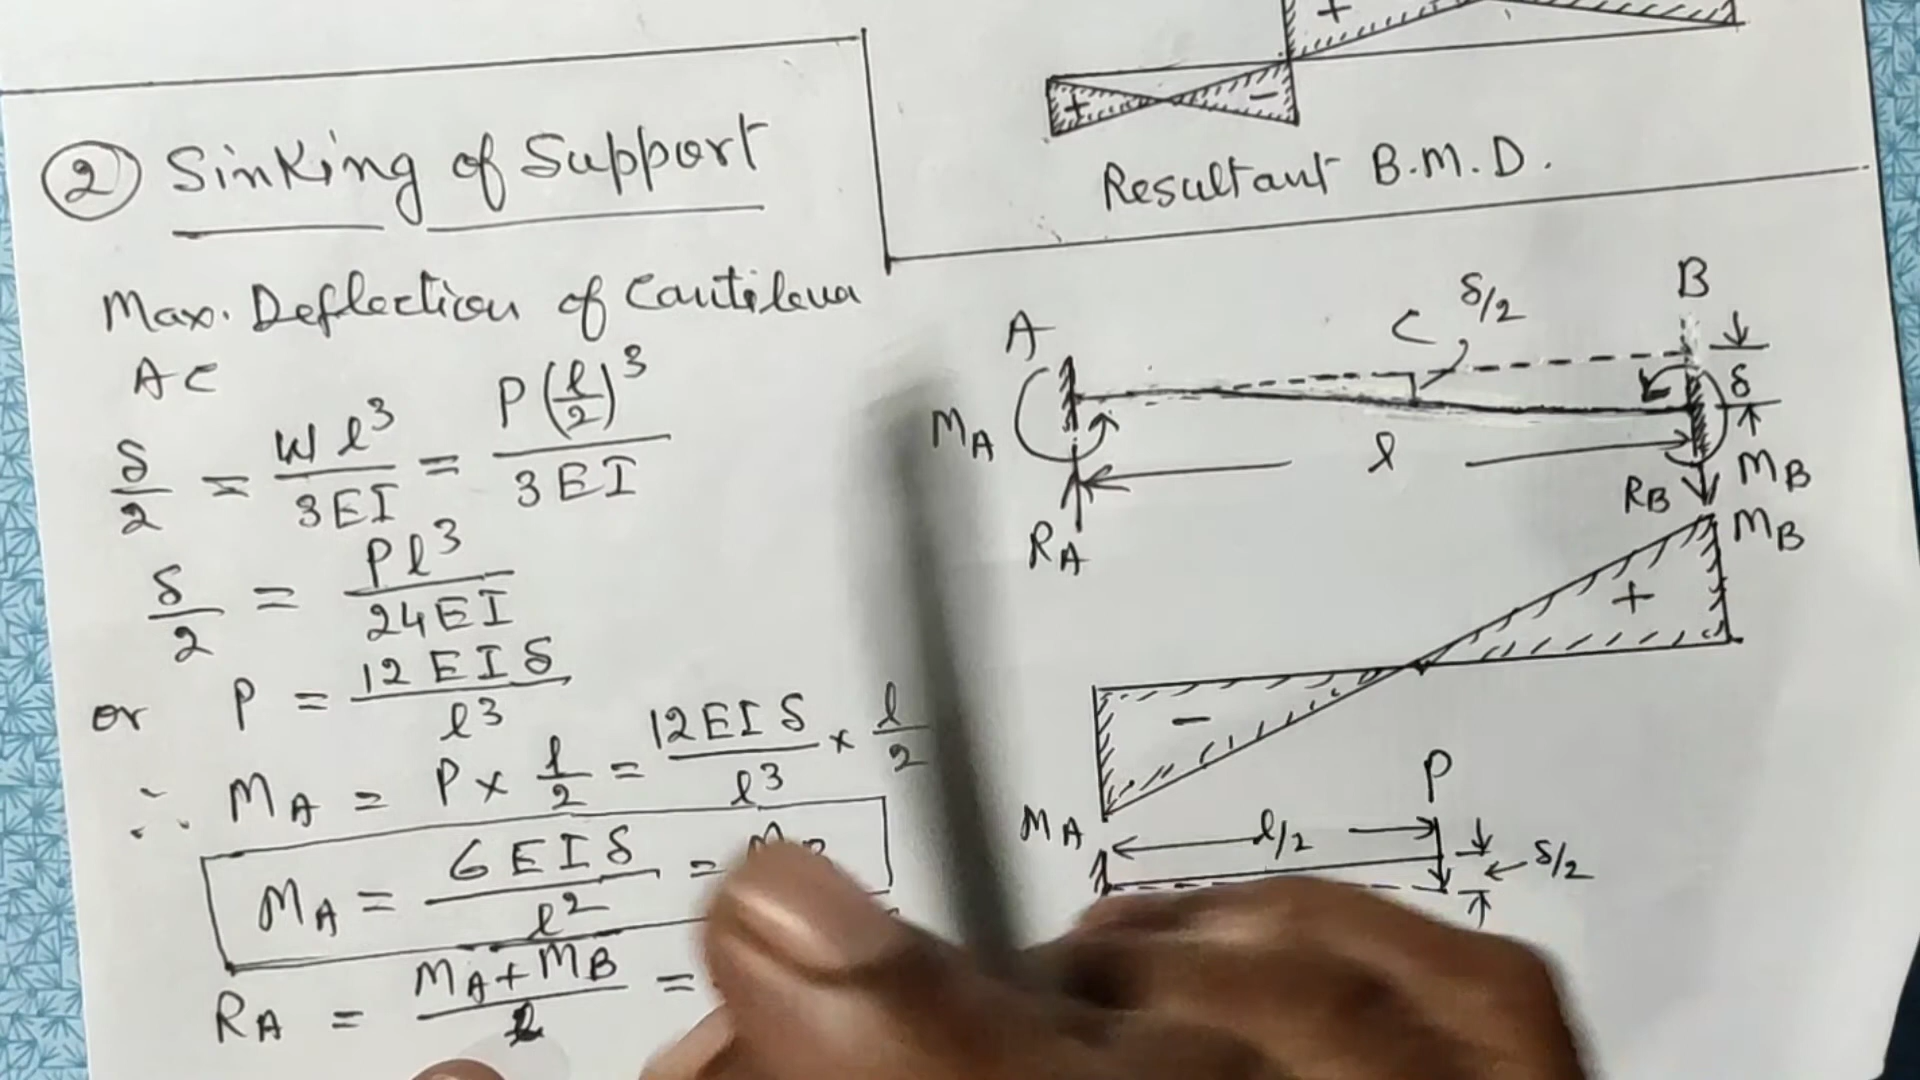 +
+ -
Resultant B.M.D.
② Sinking of Support
Max. Deflection of Cantileva
AC
δ/2 = Wl³/3EI = P(l/2)³/3EI
δ/2 = Pl³/24EI
or P = 12EIδ/l³
∴ MA = P × l/2 = 12EIδ/l³ × l/2
MA = 6EIδ/l² =
RA = MA+MB/l =
A C δ/2 B
δ
MA
l
RA RB MB
MB
+
-
P
MA l/2
δ/2